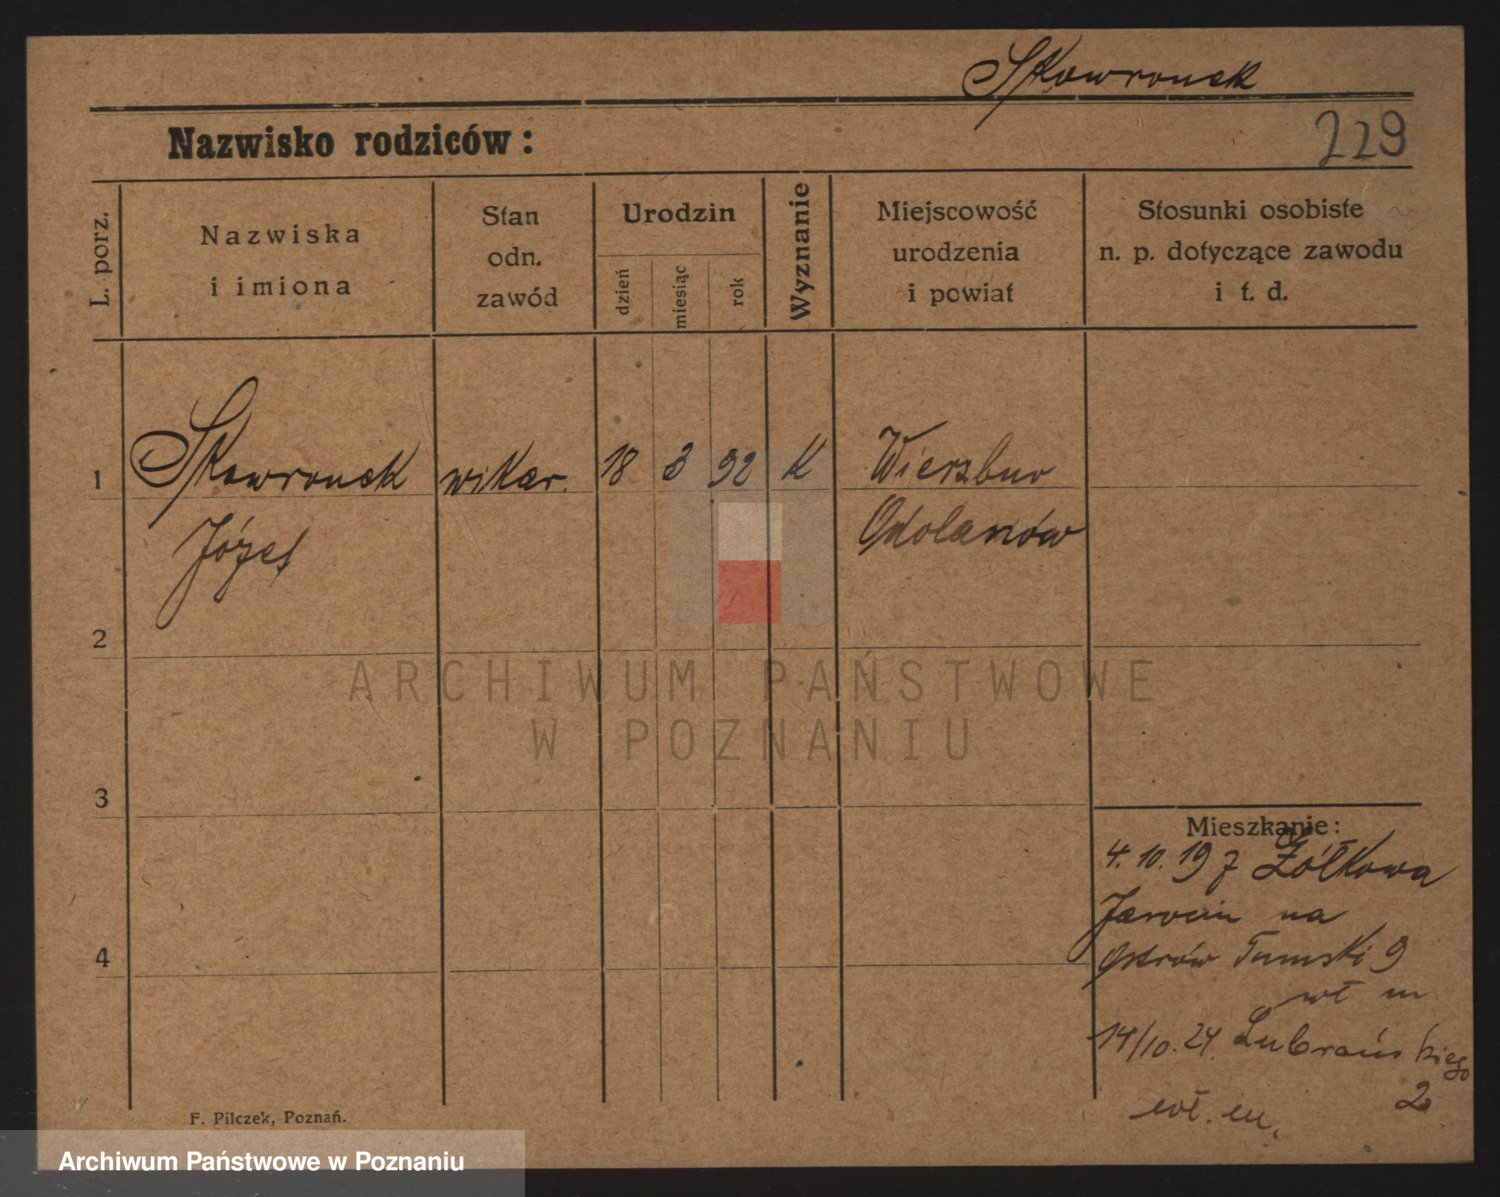 Skowronek
Nazwisko rodziców:
229
L. porz.
Nazwiska
i imiona
Stan
odn.
zawód
Urodzin
dzień
miesiąc
rok
Wyznanie
Miejscowość
urodzenia
i powiat
Stosunki osobiste
n. p. dotyczące zawodu
i t. d.
1
Skowronek wikar. 18 3 92 K
Józef
Wierzbno
Odolanów
2
ARCHIWUM PAŃSTWOWE
W POZNANIU
3
Mieszkanie:
4. 10. 19 z Żółkowa
Jarocin na
4
Ostrów Tumski 9
wł m
14/10. 24. Lubrańskiego
2
wł. m.
F. Pilczek, Poznań.
Archiwum Państwowe w Poznaniu